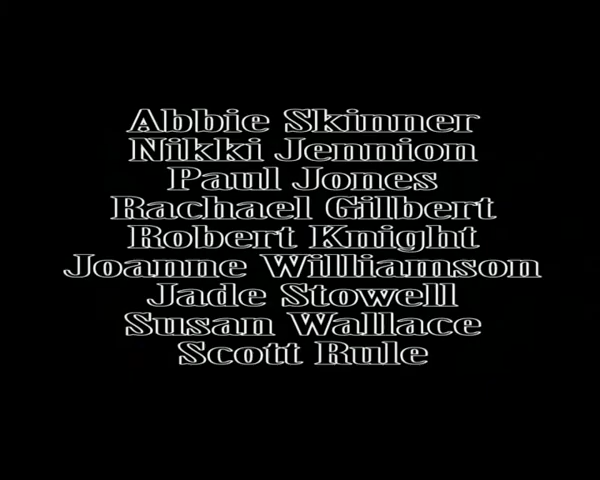 Abbie Skinner
Nikki Jennion
Paul Jones
Rachael Gilbert
Robert Knight
Joanne Williamson
Jade Stowell
Susan Wallace
Scott Rule